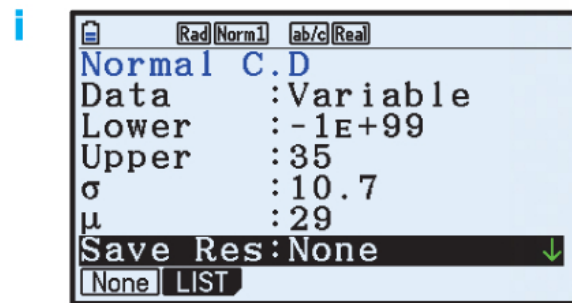 i
Rad Norm1 ab/c Real
Normal C.D
Data :Variable
Lower :-1E+99
Upper :35
σ :10.7
μ :29
Save Res:None ↓
None LIST